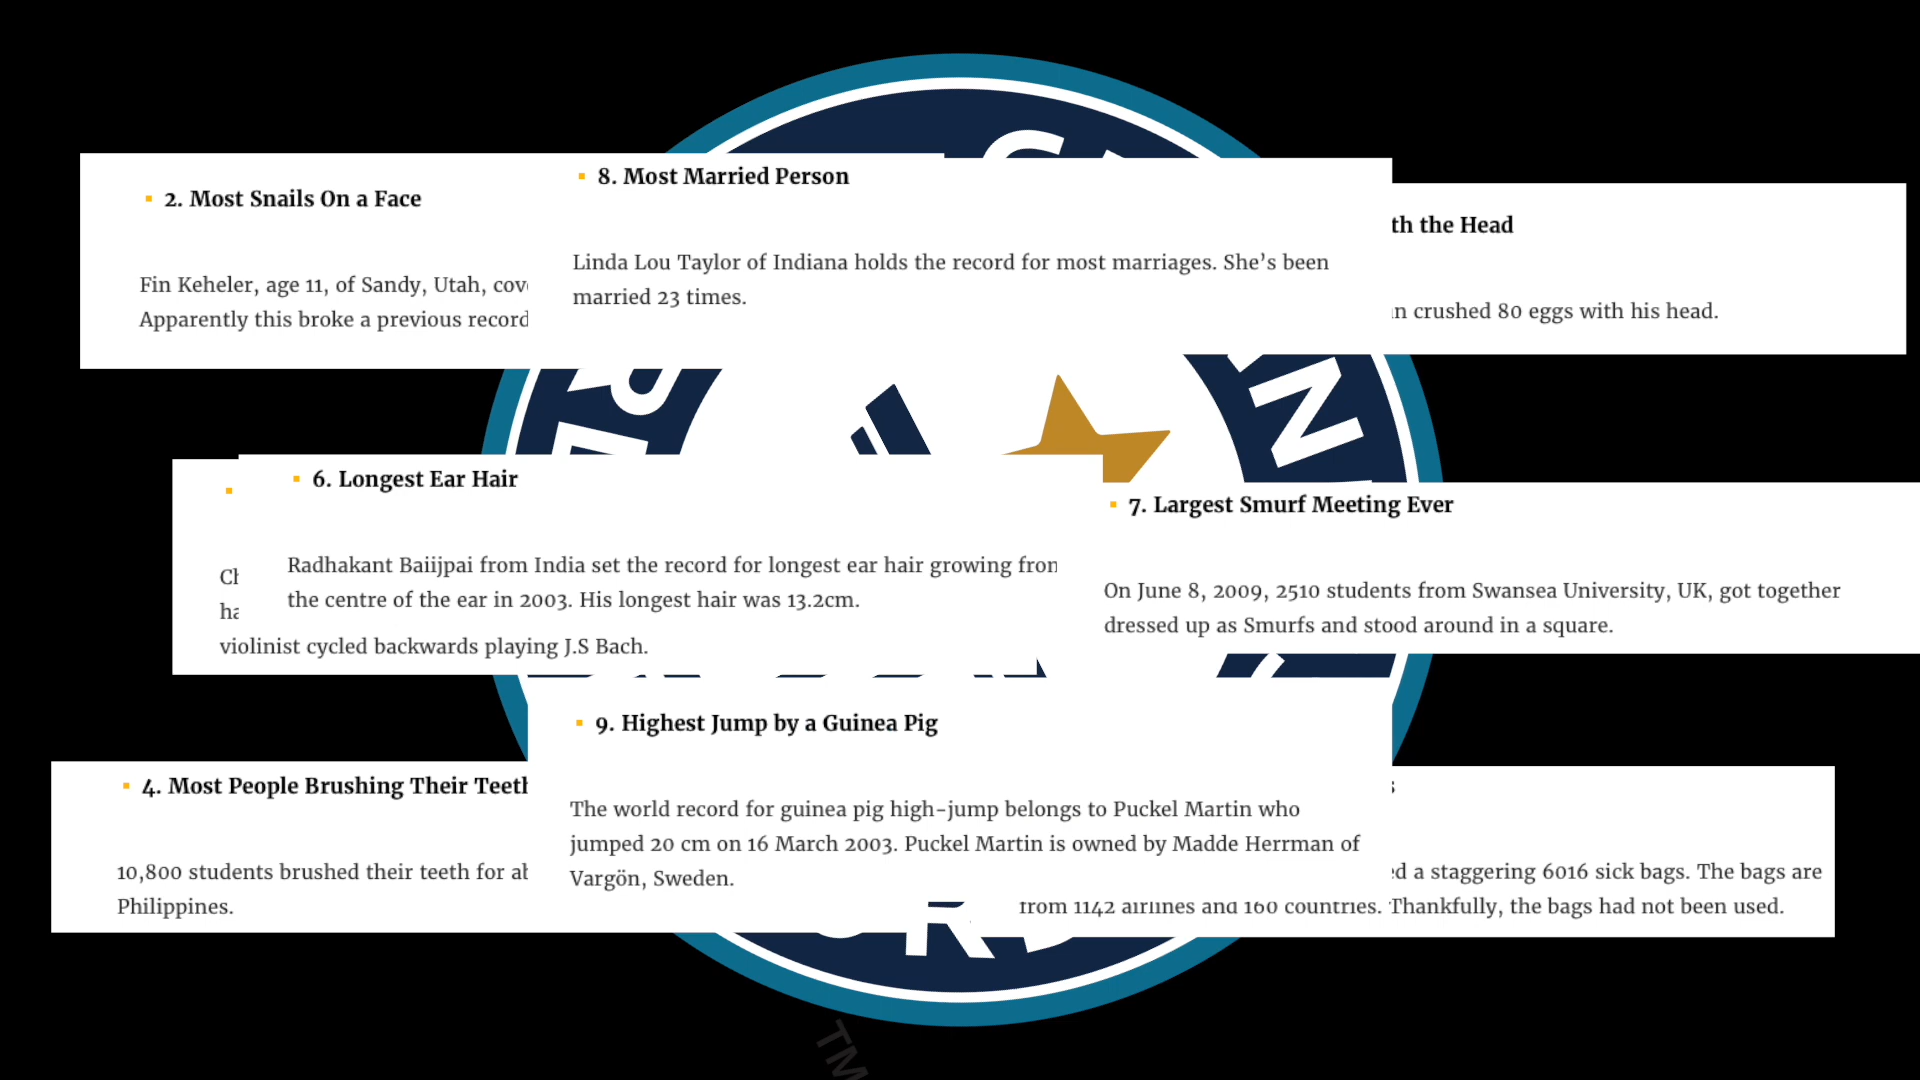 2. Most Snails On a Face
Fin Keheler, age 11, of Sandy, Utah,
Apparently this broke a previous record
8. Most Married Person
Linda Lou Taylor of Indiana holds the record for most marriages. She’s been
married 23 times.
the Head
crushed 80 eggs with his head.
6. Longest Ear Hair
Radhakant Baiijpai from India set the record for longest ear hair growing
the centre of the ear in 2003. His longest hair was 13.2cm.
violinist cycled backwards playing J.S Bach.
7. Largest Smurf Meeting Ever
On June 8, 2009, 2510 students from Swansea University, UK, got together
dressed up as Smurfs and stood around in a square.
4. Most People Brushing Their Teeth
10,800 students brushed their teeth for
Philippines.
9. Highest Jump by a Guinea Pig
The world record for guinea pig high-jump belongs to Puckel Martin who
jumped 20 cm on 16 March 2003. Puckel Martin is owned by Madde Herrman of
Vargön, Sweden.
a staggering 6016 sick bags. The bags are
from 1142 airlines and 160 countries. Thankfully, the bags had not been used.
TM